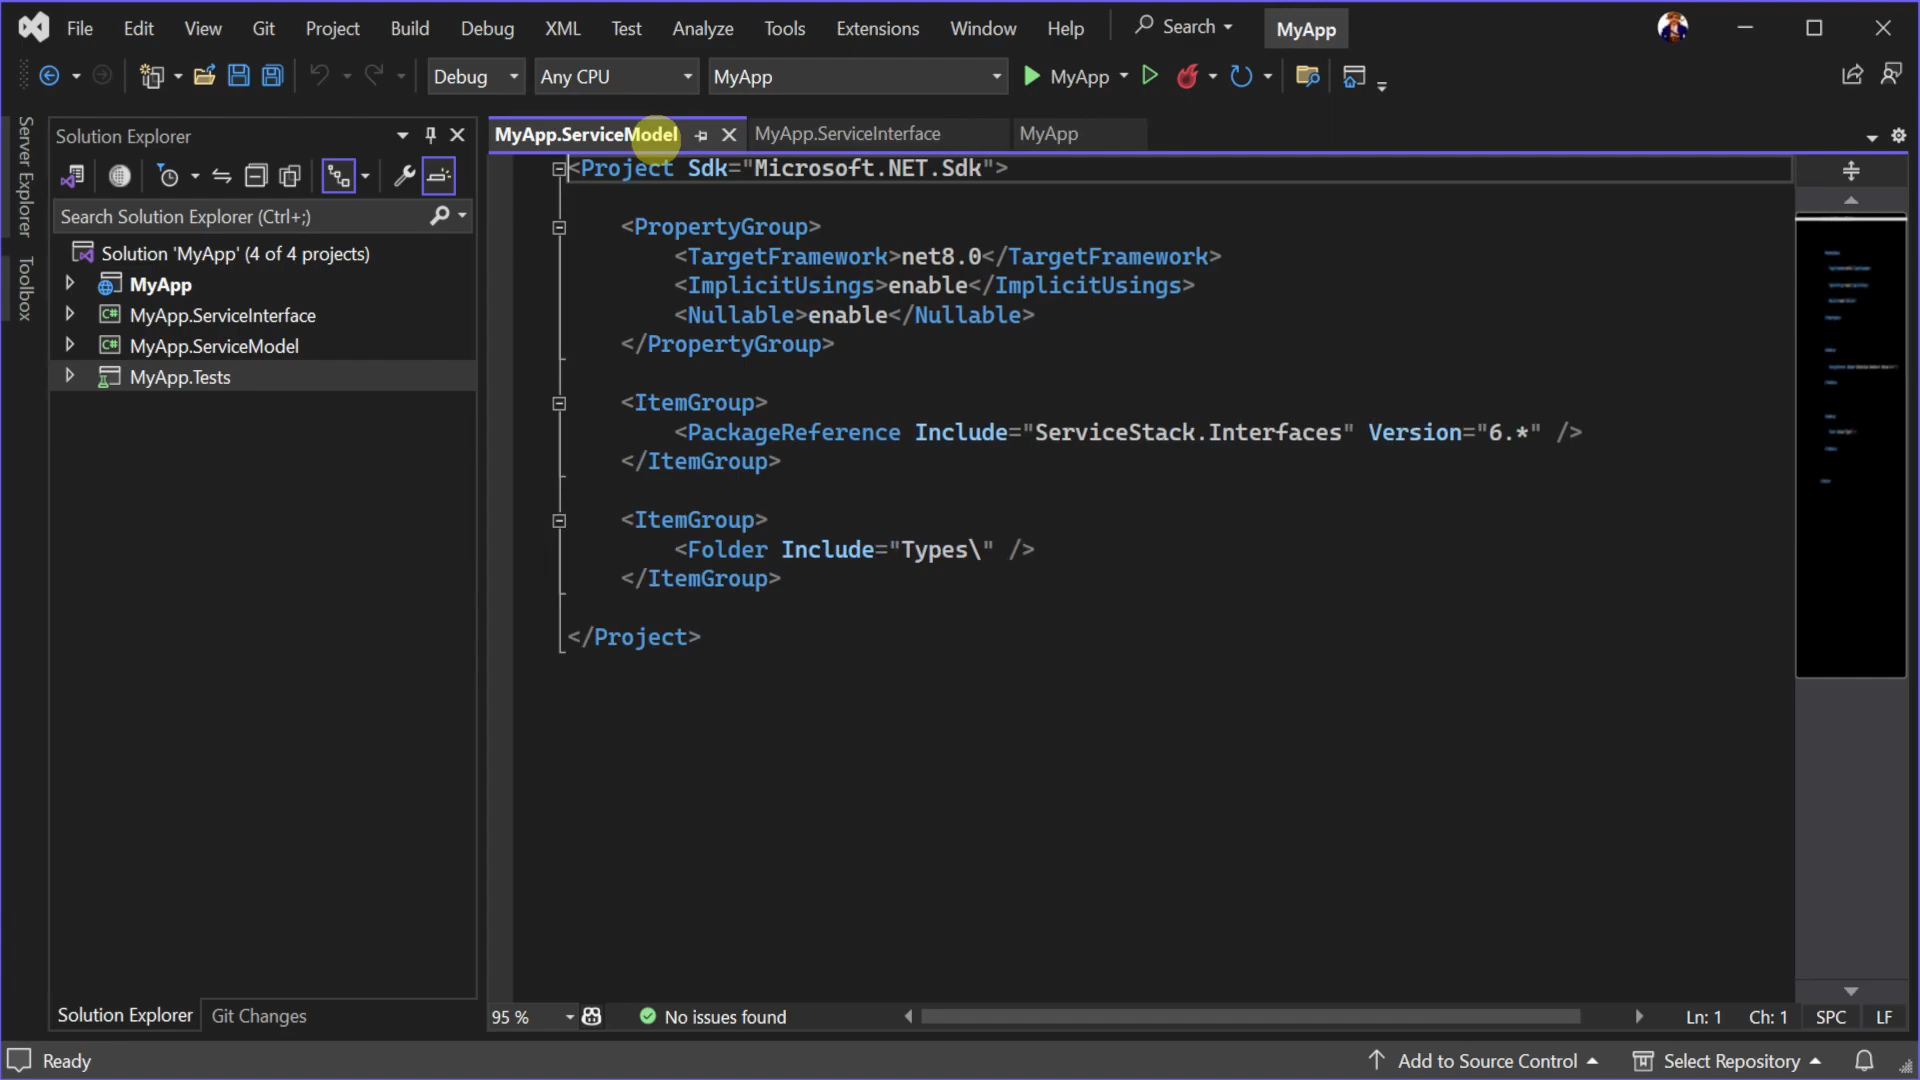 File Edit View Git Project Build Debug XML Test Analyze Tools Extensions Window Help Search MyApp
Debug Any CPU MyApp MyApp
Server Explorer
Toolbox
Solution Explorer
Search Solution Explorer (Ctrl+;)
Solution 'MyApp' (4 of 4 projects)
MyApp
C# MyApp.ServiceInterface
C# MyApp.ServiceModel
MyApp.Tests
Solution Explorer Git Changes
MyApp.ServiceModel MyApp.ServiceInterface MyApp
<Project Sdk="Microsoft.NET.Sdk">
<PropertyGroup>
<TargetFramework>net8.0</TargetFramework>
<ImplicitUsings>enable</ImplicitUsings>
<Nullable>enable</Nullable>
</PropertyGroup>
<ItemGroup>
<PackageReference Include="ServiceStack.Interfaces" Version="6.*" />
</ItemGroup>
<ItemGroup>
<Folder Include="Types\" />
</ItemGroup>
</Project>
95 % No issues found Ln: 1 Ch: 1 SPC LF
Ready Add to Source Control Select Repository